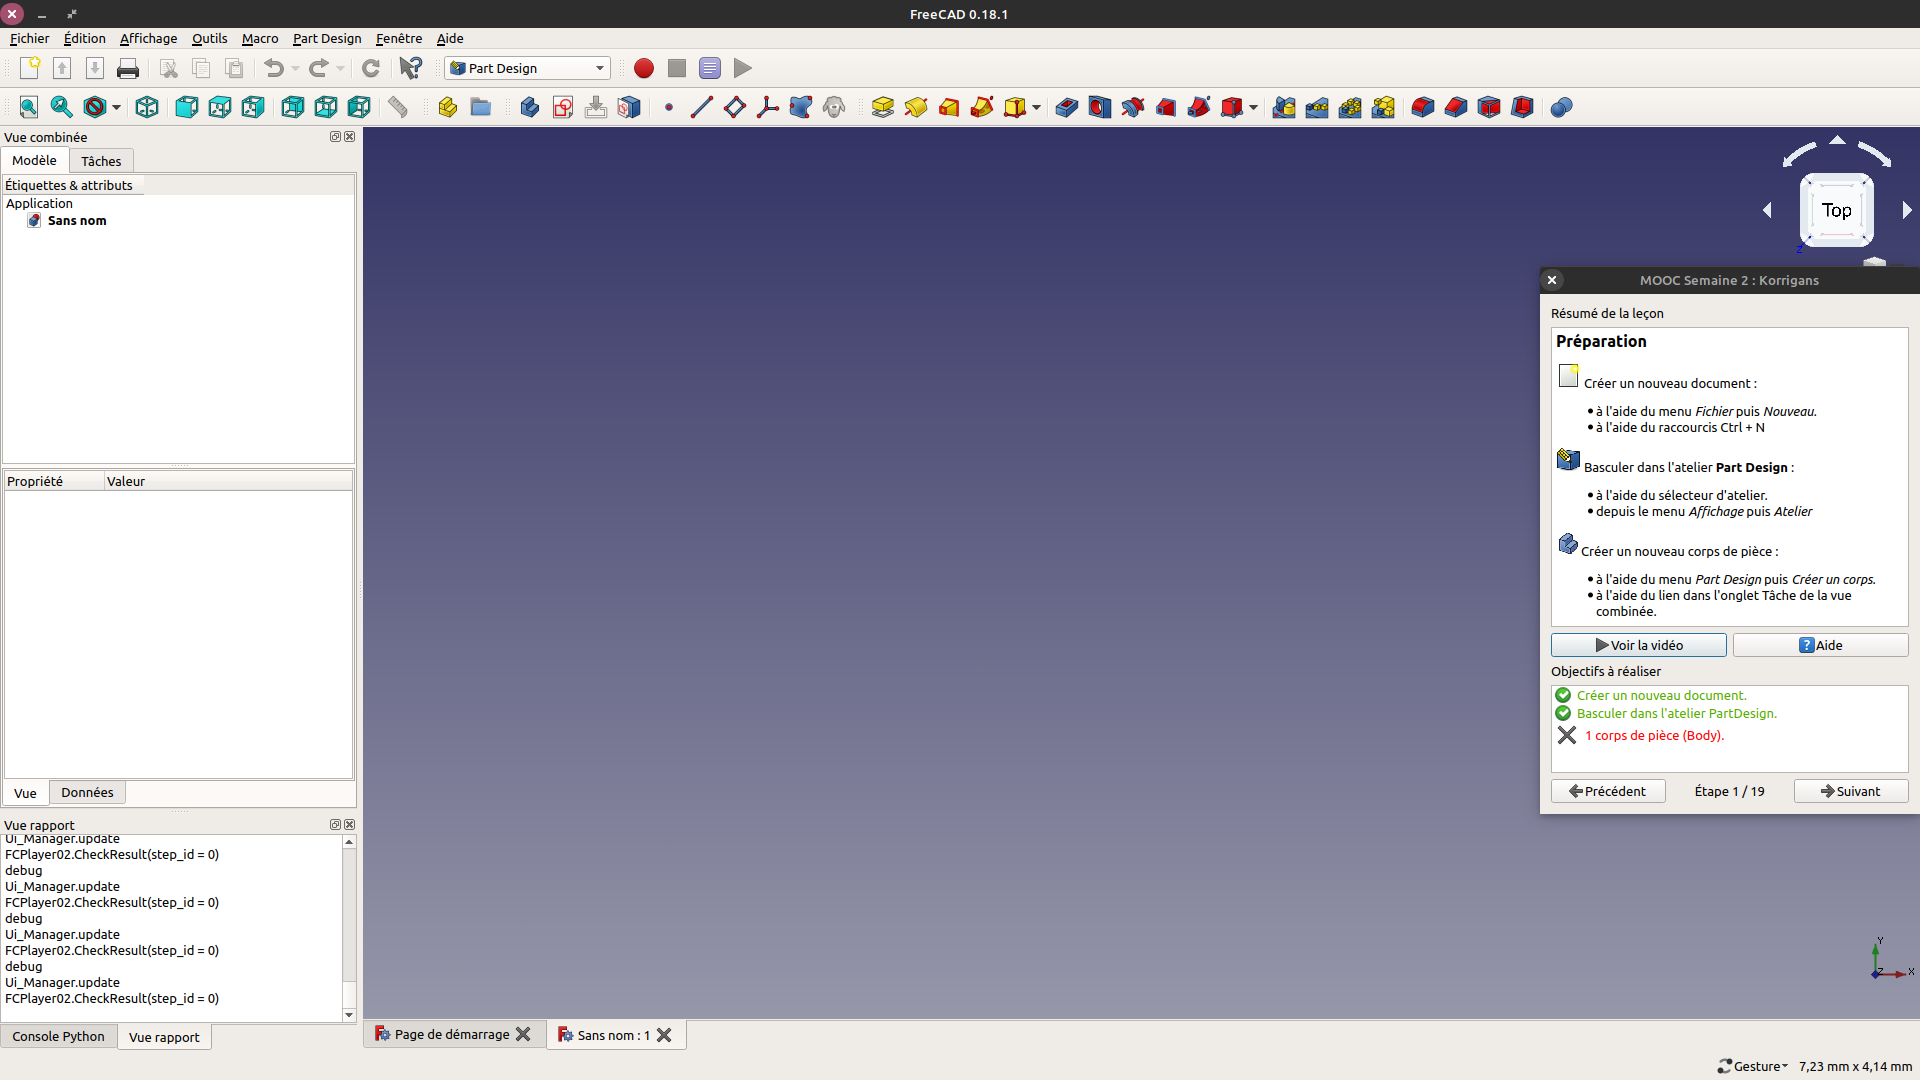 FreeCAD 0.18.1
Fichier Édition Affichage Outils Macro Part Design Fenêtre Aide
Part Design
Vue combinée
Modèle Tâches
Étiquettes & attributs
Application
Sans nom
Propriété Valeur
Vue Données
Vue rapport
Ui_Manager.update
FCPlayer02.CheckResult(step_id = 0)
debug
Ui_Manager.update
FCPlayer02.CheckResult(step_id = 0)
debug
Ui_Manager.update
FCPlayer02.CheckResult(step_id = 0)
debug
Ui_Manager.update
FCPlayer02.CheckResult(step_id = 0)
Console Python Vue rapport
Top
Z
MOOC Semaine 2 : Korrigans
Résumé de la leçon
Préparation
Créer un nouveau document :
• à l'aide du menu Fichier puis Nouveau.
• à l'aide du raccourcis Ctrl + N
Basculer dans l'atelier Part Design :
• à l'aide du sélecteur d'atelier.
• depuis le menu Affichage puis Atelier
Créer un nouveau corps de pièce :
• à l'aide du menu Part Design puis Créer un corps.
• à l'aide du lien dans l'onglet Tâche de la vue
combinée.
Voir la vidéo ? Aide
Objectifs à réaliser
Créer un nouveau document.
Basculer dans l'atelier PartDesign.
1 corps de pièce (Body).
Précédent Étape 1 / 19 Suivant
Y
Z X
Page de démarrage Sans nom : 1
Gesture 7,23 mm x 4,14 mm